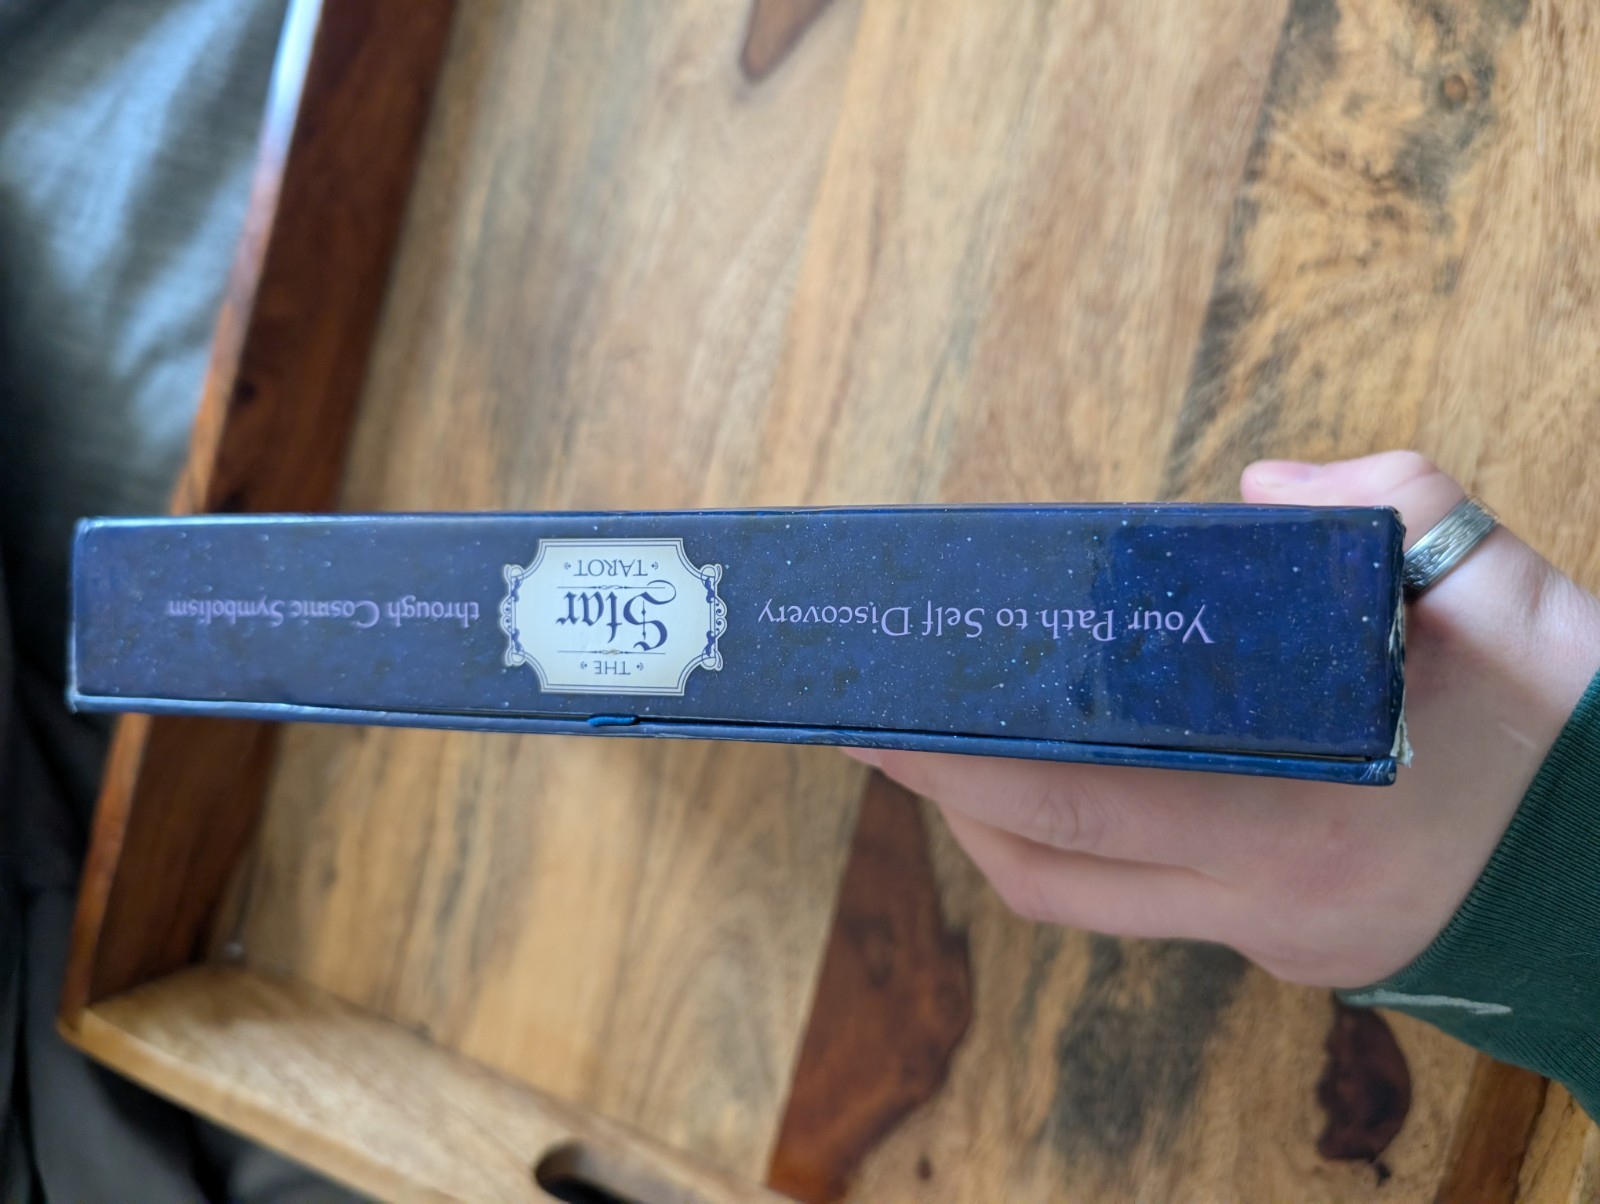 Your Path to Self Discovery
THE
Star
TAROT
through Cosmic Symbolism